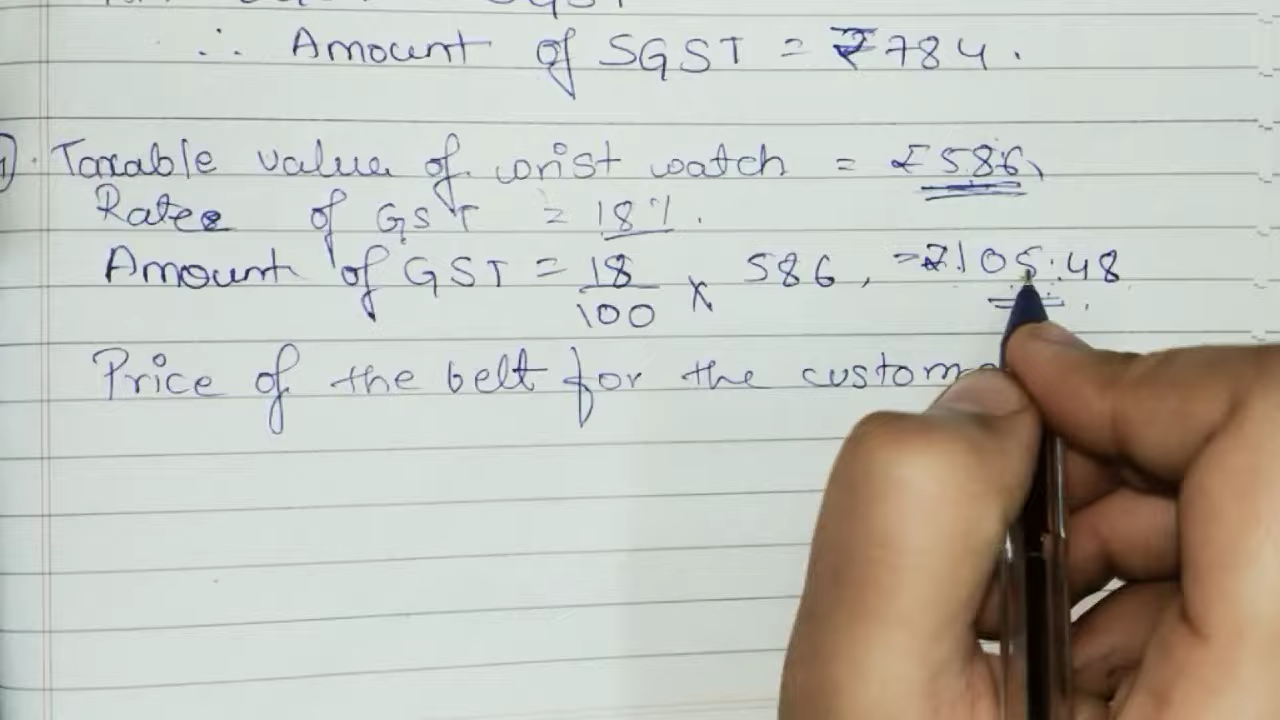 ∴ Amount of SGST = ₹784.
Taxable value of wrist watch = ₹586,
Rate of GST = 18%.
Amount of GST = 18/100 × 586, = ₹105.48
Price of the belt for the custom